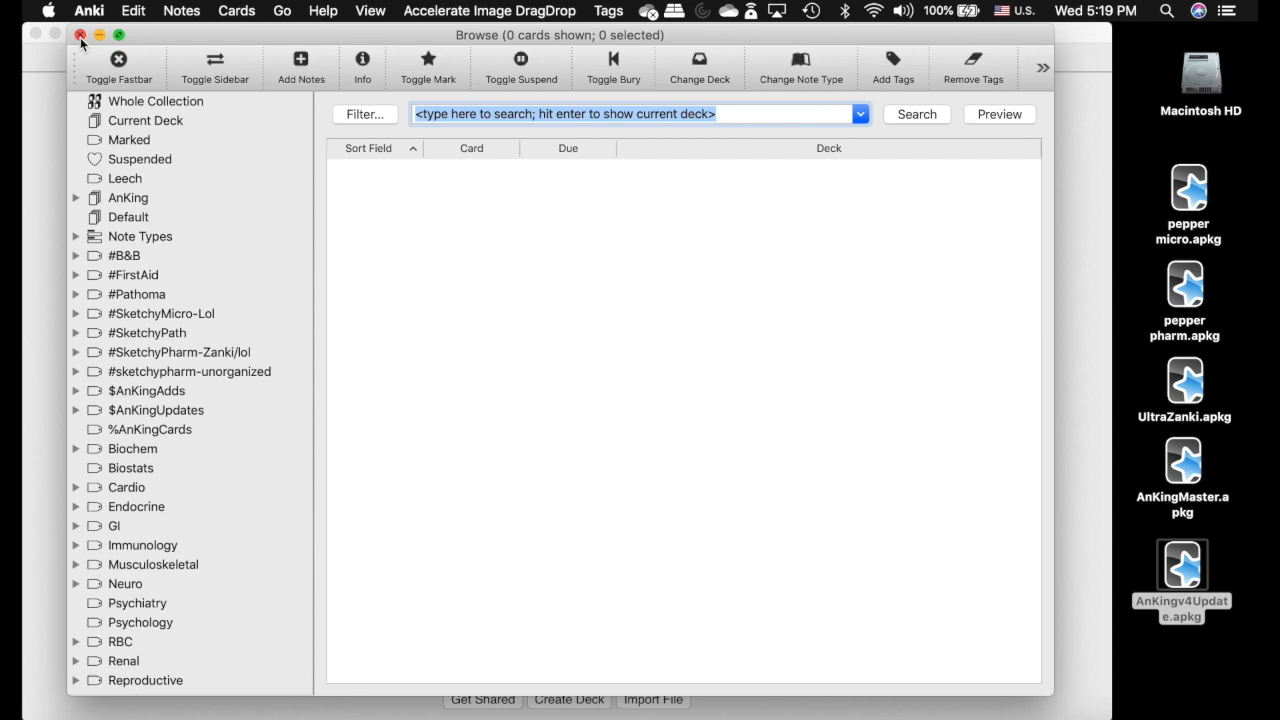 Anki Edit Notes Cards Go Help View Accelerate Image DragDrop Tags 100% U.S. Wed 5:19 PM
Browse (0 cards shown; 0 selected)
Toggle Fastbar Toggle Sidebar Add Notes Info Toggle Mark Toggle Suspend Toggle Bury Change Deck Change Note Type Add Tags Remove Tags
Whole Collection
Current Deck
Marked
Suspended
Leech
AnKing
Default
Note Types
#B&B
#FirstAid
#Pathoma
#SketchyMicro-Lol
#SketchyPath
#SketchyPharm-Zanki/lol
#sketchypharm-unorganized
$AnKingAdds
$AnKingUpdates
%AnKingCards
Biochem
Biostats
Cardio
Endocrine
GI
Immunology
Musculoskeletal
Neuro
Psychiatry
Psychology
RBC
Renal
Reproductive
Filter... <type here to search; hit enter to show current deck> Search Preview
Sort Field Card Due Deck
Get Shared Create Deck Import File
Macintosh HD
pepper
micro.apkg
pepper
pharm.apkg
UltraZanki.apkg
AnKingMaster.a
pkg
AnKingv4Updat
e.apkg